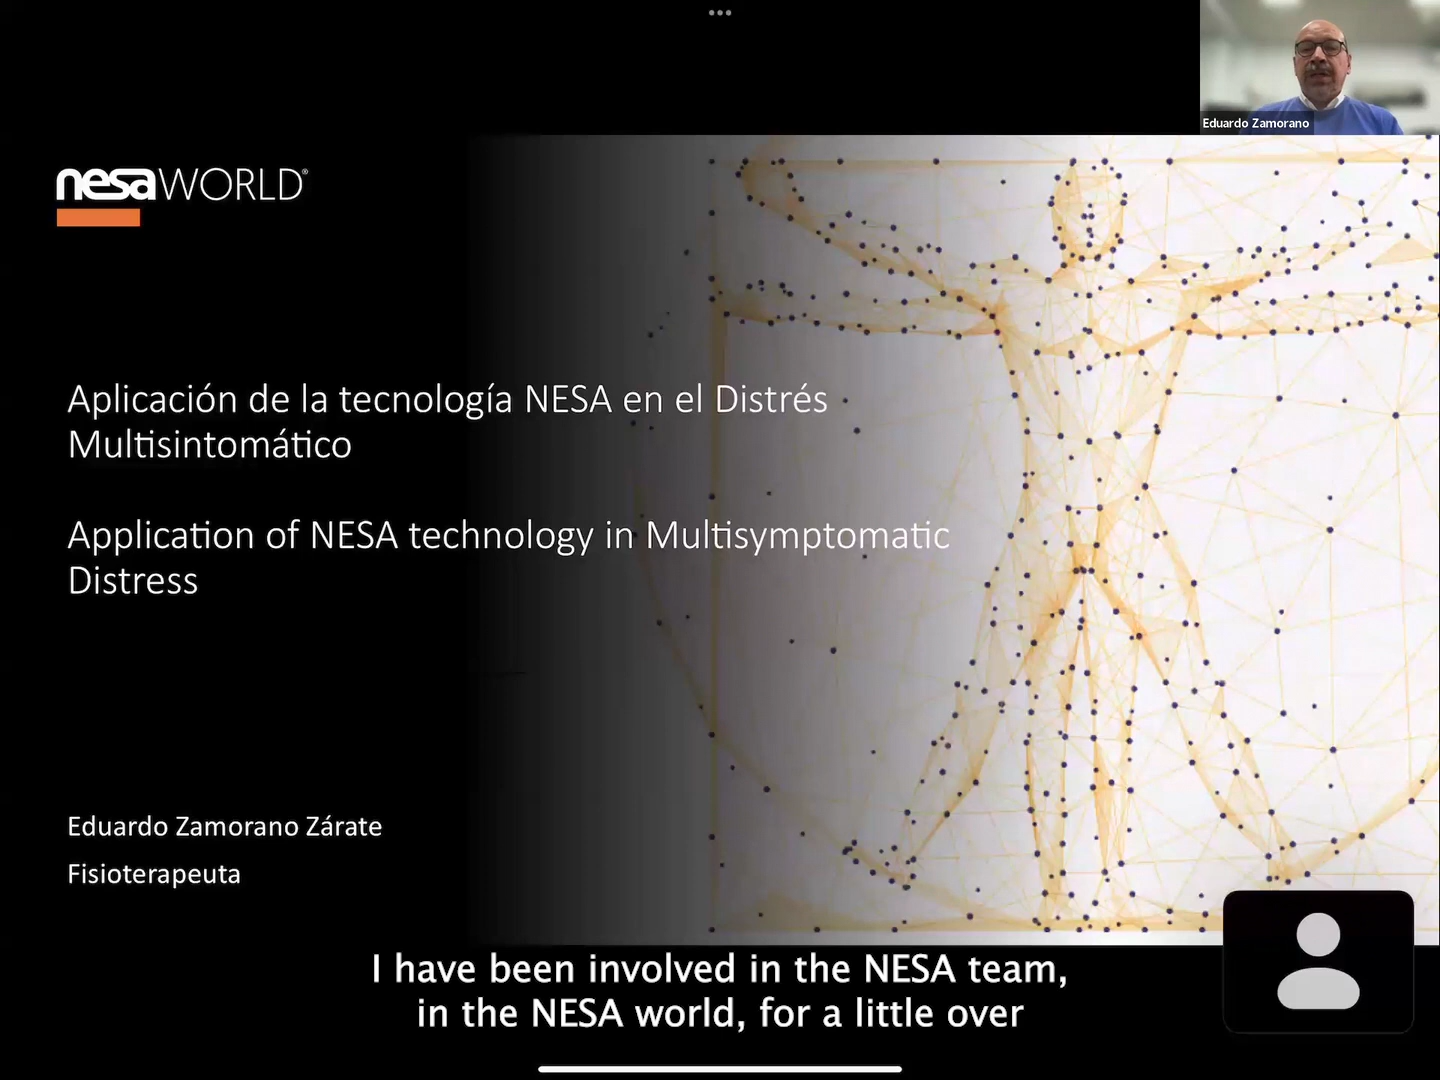 Eduardo Zamorano
nesaWORLD®
Aplicación de la tecnología NESA en el Distrés
Multisintomático
Application of NESA technology in Multisymptomatic
Distress
Eduardo Zamorano Zárate
Fisioterapeuta
I have been involved in the NESA team,
in the NESA world, for a little over